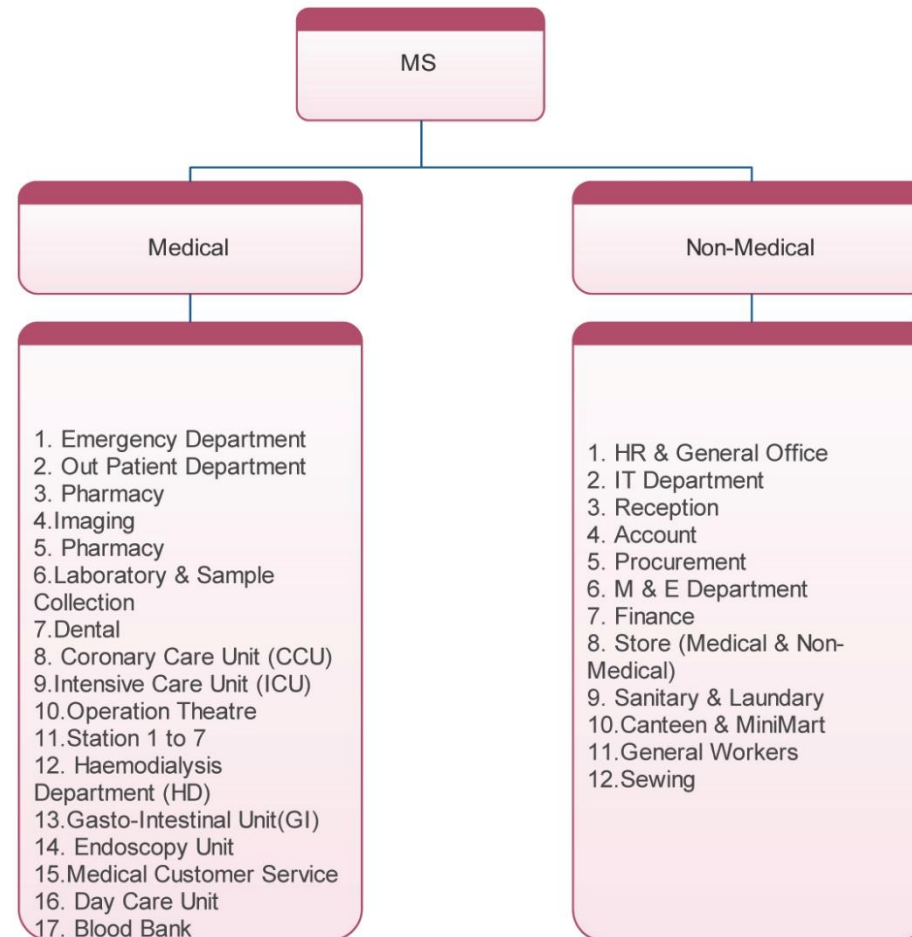 MS
Medical
Non-Medical
1. Emergency Department
2. Out Patient Department
3. Pharmacy
4.Imaging
5. Pharmacy
6.Laboratory & Sample
Collection
7.Dental
8. Coronary Care Unit (CCU)
9.Intensive Care Unit (ICU)
10.Operation Theatre
11.Station 1 to 7
12. Haemodialysis
Department (HD)
13.Gasto-Intestinal Unit(GI)
14. Endoscopy Unit
15.Medical Customer Service
16. Day Care Unit
17. Blood Bank
1. HR & General Office
2. IT Department
3. Reception
4. Account
5. Procurement
6. M & E Department
7. Finance
8. Store (Medical & Non-
Medical)
9. Sanitary & Laundary
10.Canteen & MiniMart
11.General Workers
12.Sewing